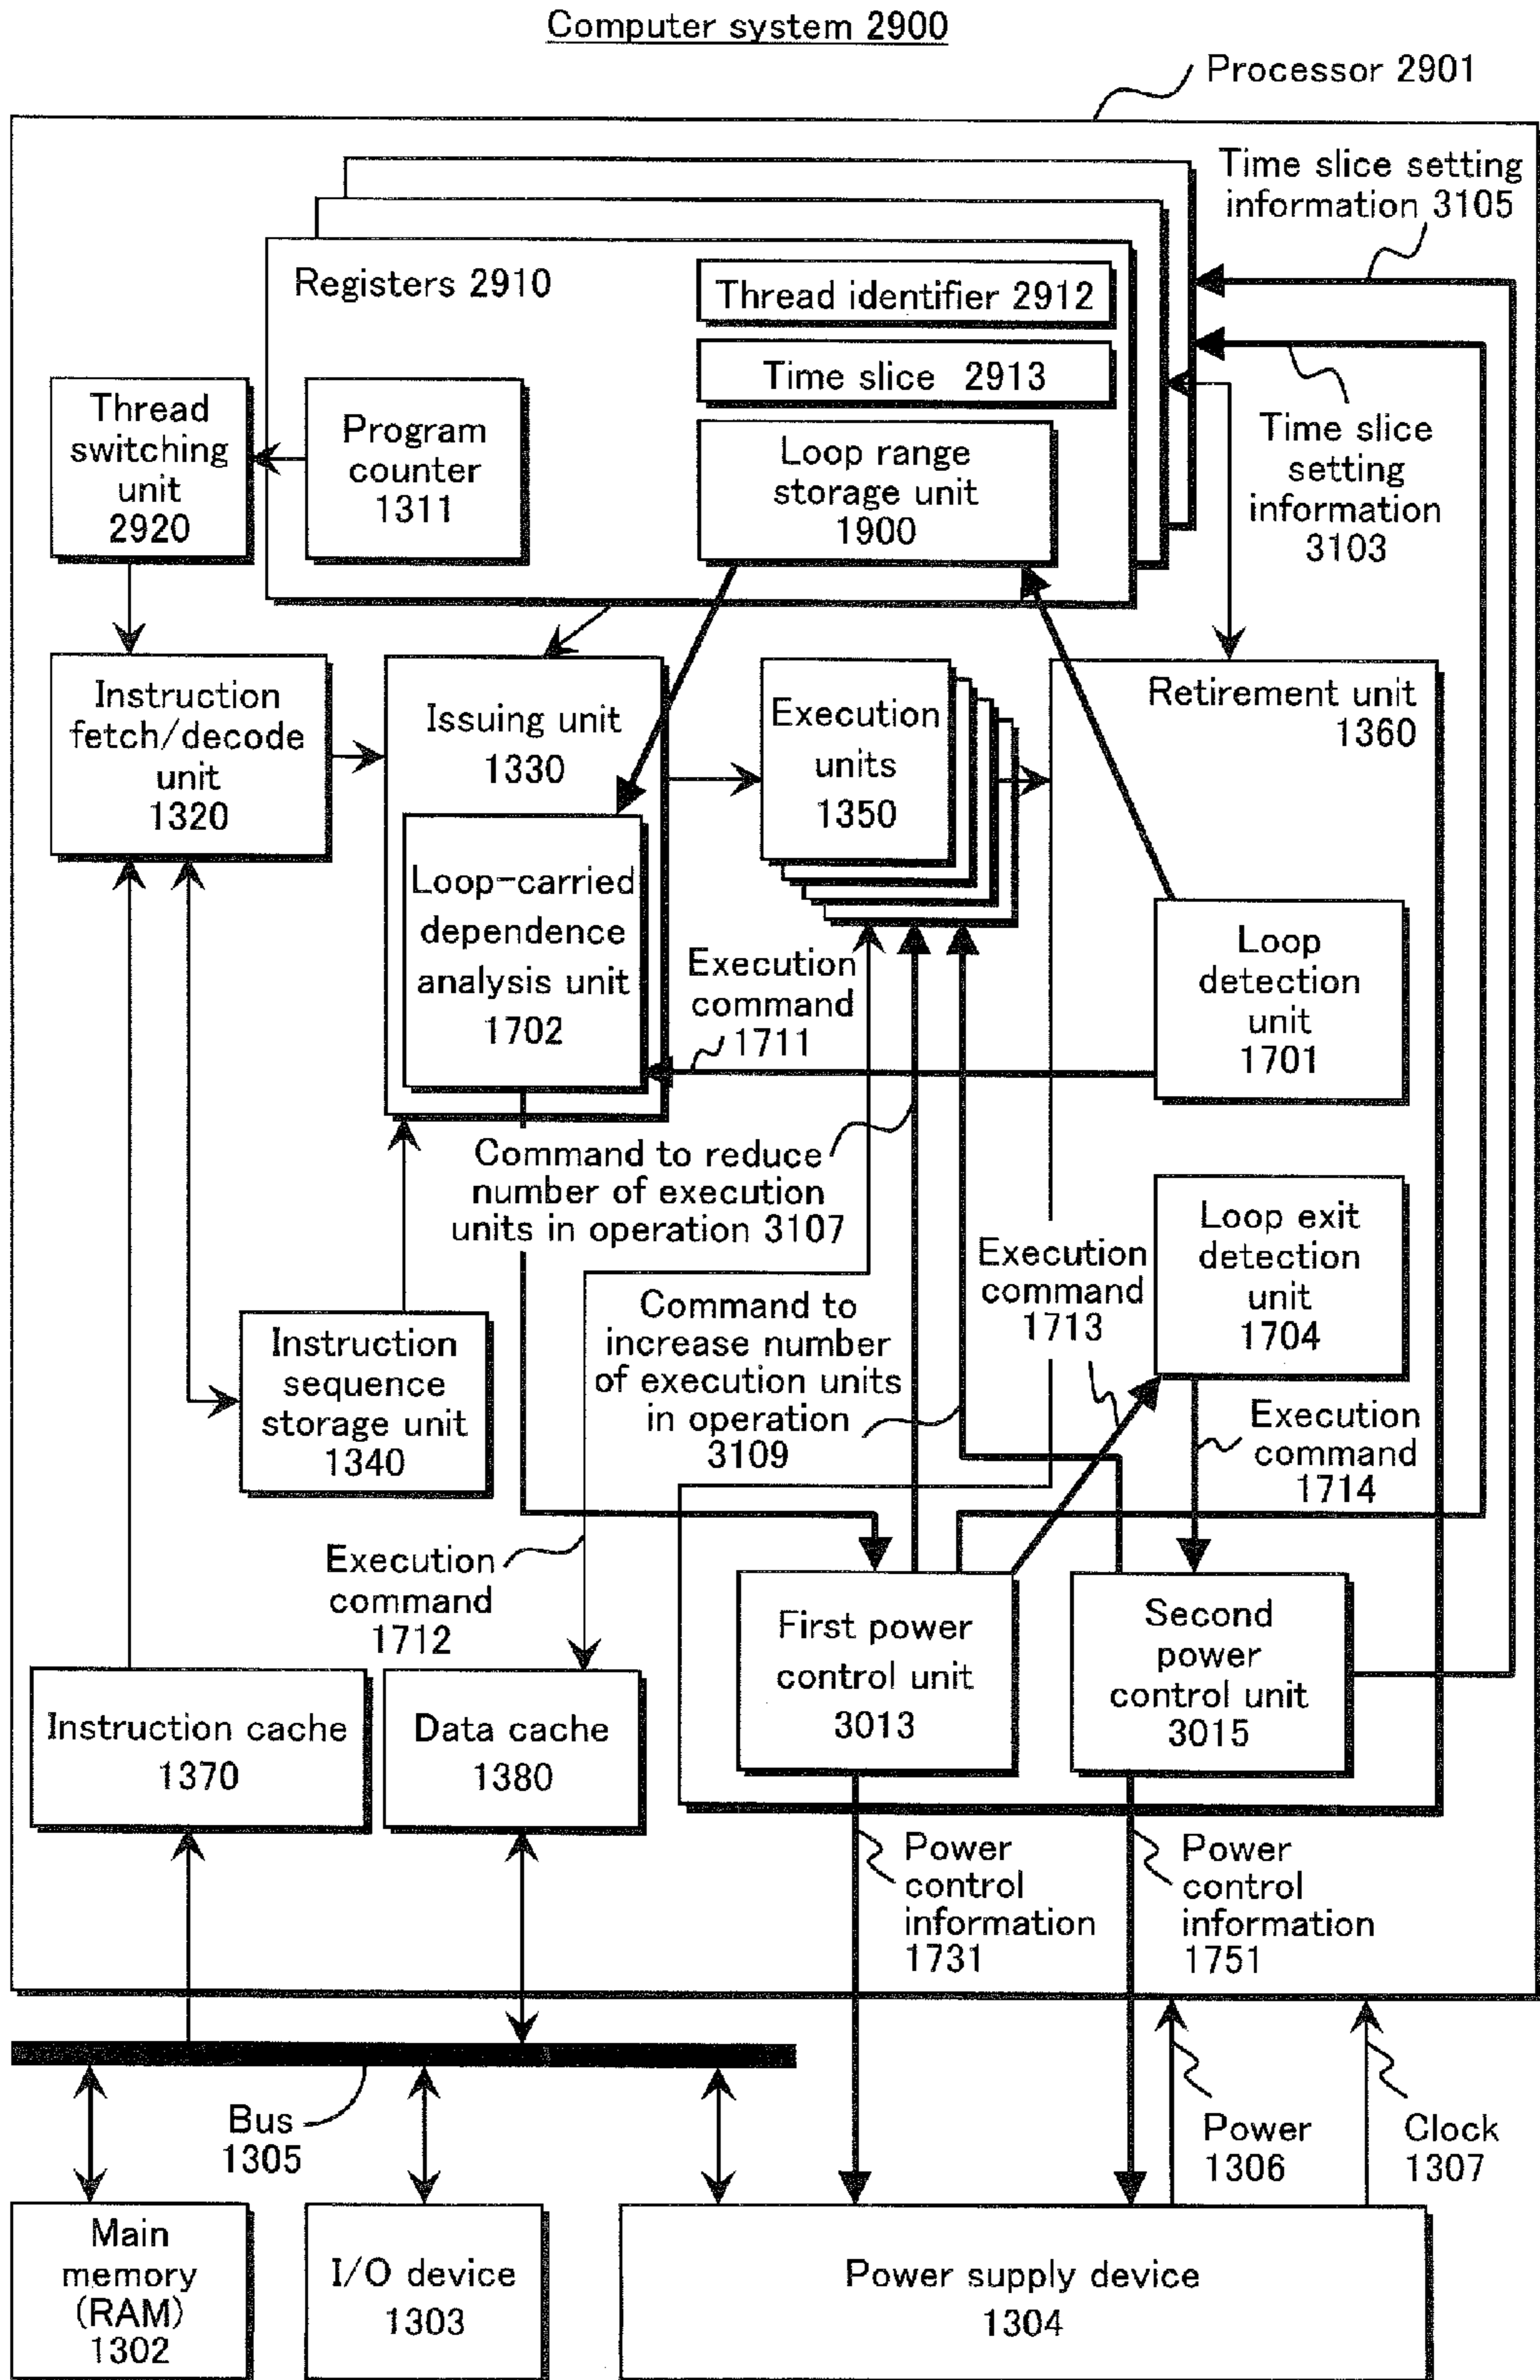 Computer system 2900
Processor 2901
Time slice setting
information 3105
Registers 2910
Thread identifier 2912
Time slice 2913
Thread
switching
unit
2920
Program
counter
1311
Loop range
storage unit
1900
Time slice
setting
information
3103
Instruction
fetch/decode
unit
1320
Issuing unit
1330
Execution
units
1350
Retirement unit
1360
Loop-carried
dependence
analysis unit
1702
Execution
command
1711
Loop
detection
unit
1701
Command to reduce
number of execution
units in operation 3107
Loop exit
detection
unit
1704
Execution
command
1713
Command to
increase number
of execution units
in operation
3109
Instruction
sequence
storage unit
1340
Execution
command
1714
Execution
command
1712
First power
control unit
3013
Second
power
control unit
3015
Instruction cache
1370
Data cache
1380
Power
control
information
1731
Power
control
information
1751
Bus
1305
Power
1306
Clock
1307
Main
memory
(RAM)
1302
I/O device
1303
Power supply device
1304